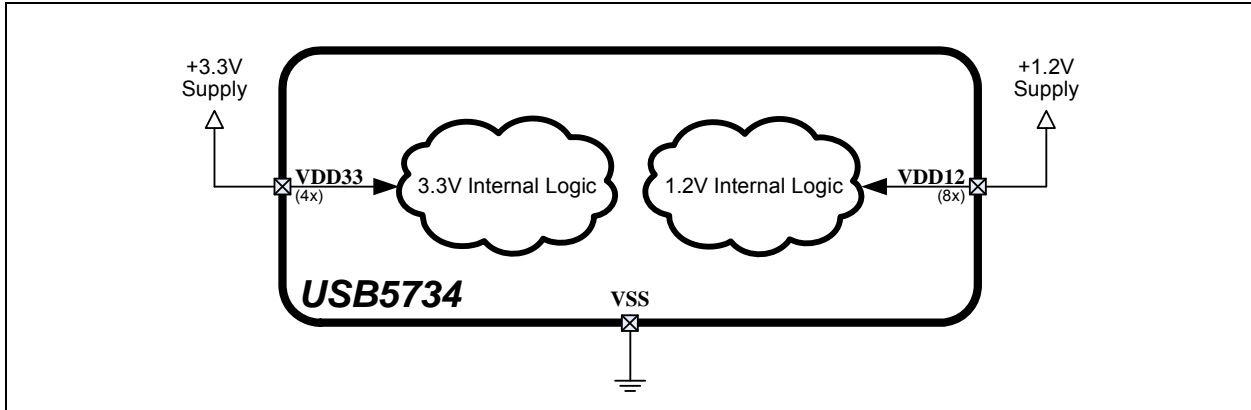 +3.3V
Supply
+1.2V
Supply
VDD33
(4x)
3.3V Internal Logic
1.2V Internal Logic
VDD12
(8x)
USB5734
VSS